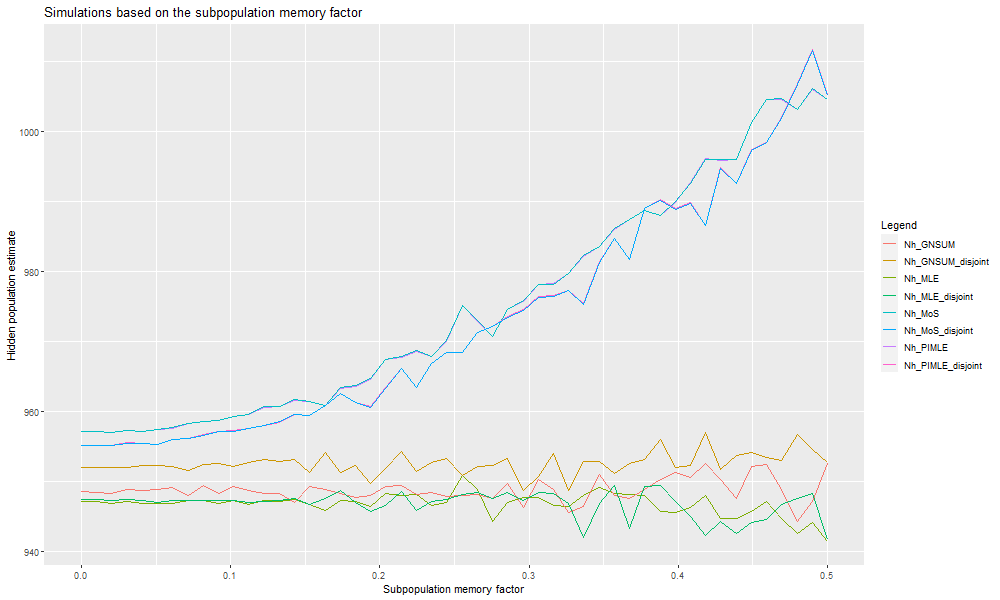 Simulations based on the subpopulation memory factor
Hidden population estimate
1000
980
960
940
0.0
0.1
0.2
0.3
0.4
0.5
Subpopulation memory factor
Legend
Nh_GNSUM
Nh_GNSUM_disjoint
Nh_MLE
Nh_MLE_disjoint
Nh_MoS
Nh_MoS_disjoint
Nh_PIMLE
Nh_PIMLE_disjoint